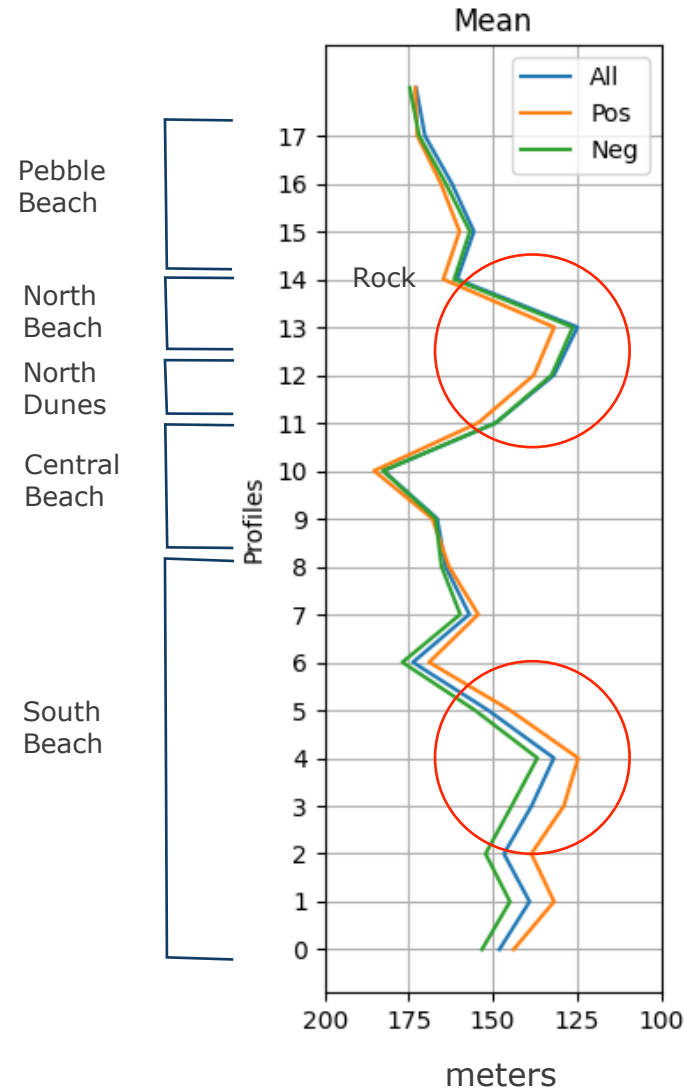 Mean
All
Pos
Neg
Pebble
Beach
North
Beach
North
Dunes
Central
Beach
South
Beach
Profiles
17
16
15
14
13
12
11
10
9
8
7
6
5
4
3
2
1
0
Rock
200
175
150
125
100
meters